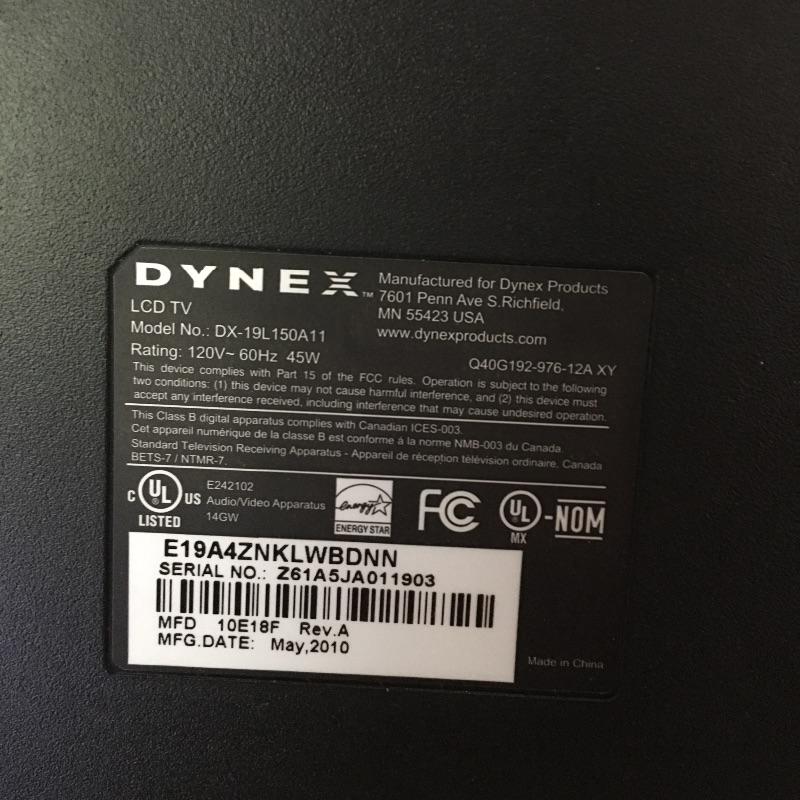 DYNEX™
LCD TV
Model No.: DX-19L150A11
Rating: 120V~ 60Hz 45W
Manufactured for Dynex Products
7601 Penn Ave S.Richfield,
MN 55423 USA
www.dynexproducts.com
Q40G192-976-12A XY
This device complies with Part 15 of the FCC rules. Operation is subject to the following
two conditions: (1) this device may not cause harmful interference, and (2) this device must
accept any interference received, including interference that may cause undesired operation.
This Class B digital apparatus complies with Canadian ICES-003.
Cet appareil numérique de la classe B est conforme à la norme NMB-003 du Canada.
Standard Television Receiving Apparatus - Appareil de réception télévision ordinaire, Canada
BETS-7 / NTMR-7.
C UL US
LISTED
E242102
Audio/Video Apparatus
14GW
energy
ENERGY STAR
FC
UL
MX
-NOM
E19A4ZNKLWBDNN
SERIAL NO.: Z61A5JA011903
MFD 10E18F Rev.A
MFG.DATE: May,2010
Made in China